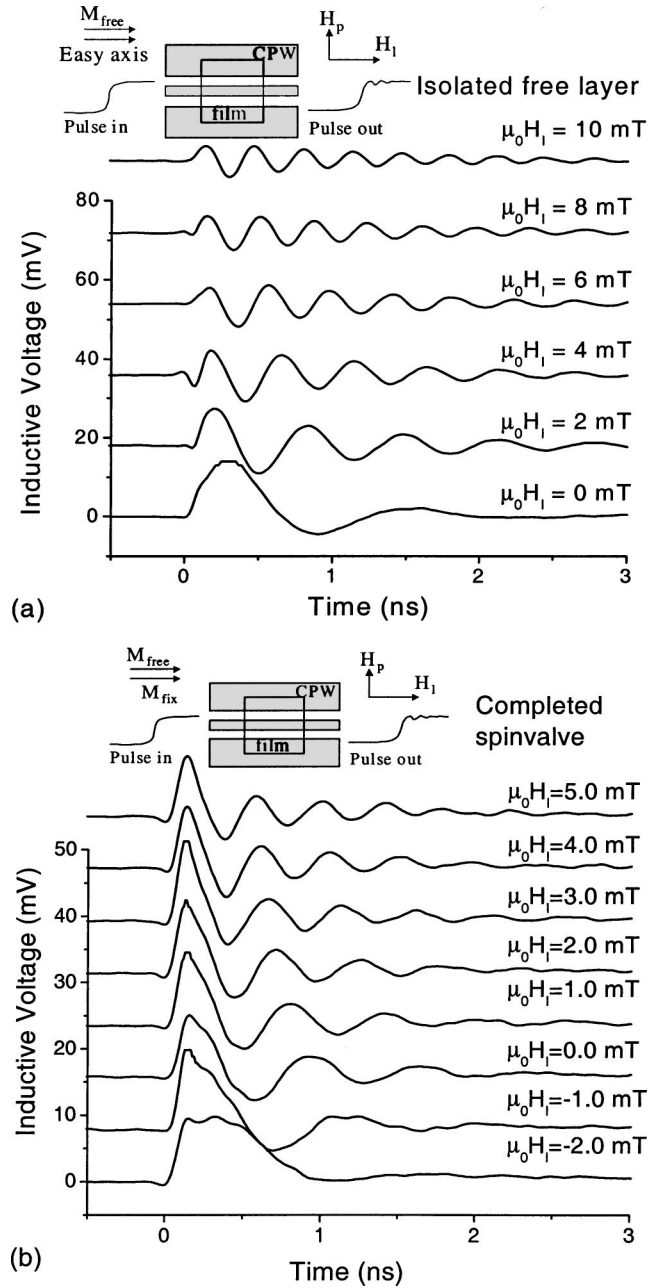 M_free
Easy axis
CPW
H_p
H_l
Pulse in
film
Pulse out
Isolated free layer
μ₀H_l = 10 mT
μ₀H_l = 8 mT
μ₀H_l = 6 mT
μ₀H_l = 4 mT
μ₀H_l = 2 mT
μ₀H_l = 0 mT
Inductive Voltage (mV)
80
60
40
20
0
0 1 2 3
Time (ns)
(a)
M_free
M_fix
CPW
H_p
H_l
Pulse in
film
Pulse out
Completed
spinvalve
μ₀H_l=5.0 mT
μ₀H_l=4.0 mT
μ₀H_l=3.0 mT
μ₀H_l=2.0 mT
μ₀H_l=1.0 mT
μ₀H_l=0.0 mT
μ₀H_l=-1.0 mT
μ₀H_l=-2.0 mT
Inductive Voltage (mV)
50
40
30
20
10
0
0 1 2 3
Time (ns)
(b)